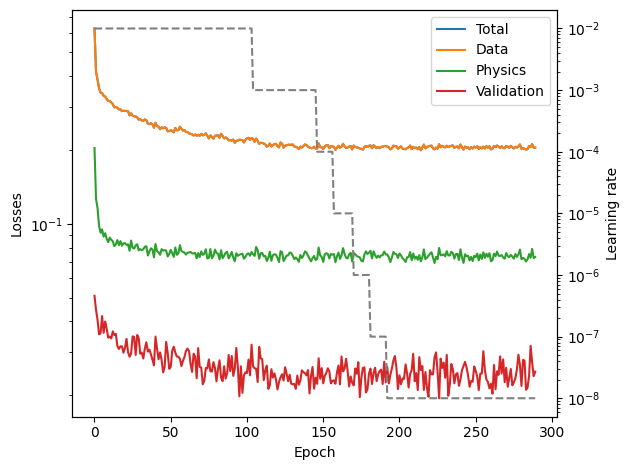 Total
Data
Physics
Validation
10⁻²
10⁻³
10⁻⁴
10⁻⁵
10⁻⁶
10⁻⁷
10⁻⁸
Learning rate
10⁻¹
Losses
0 50 100 150 200 250 300
Epoch